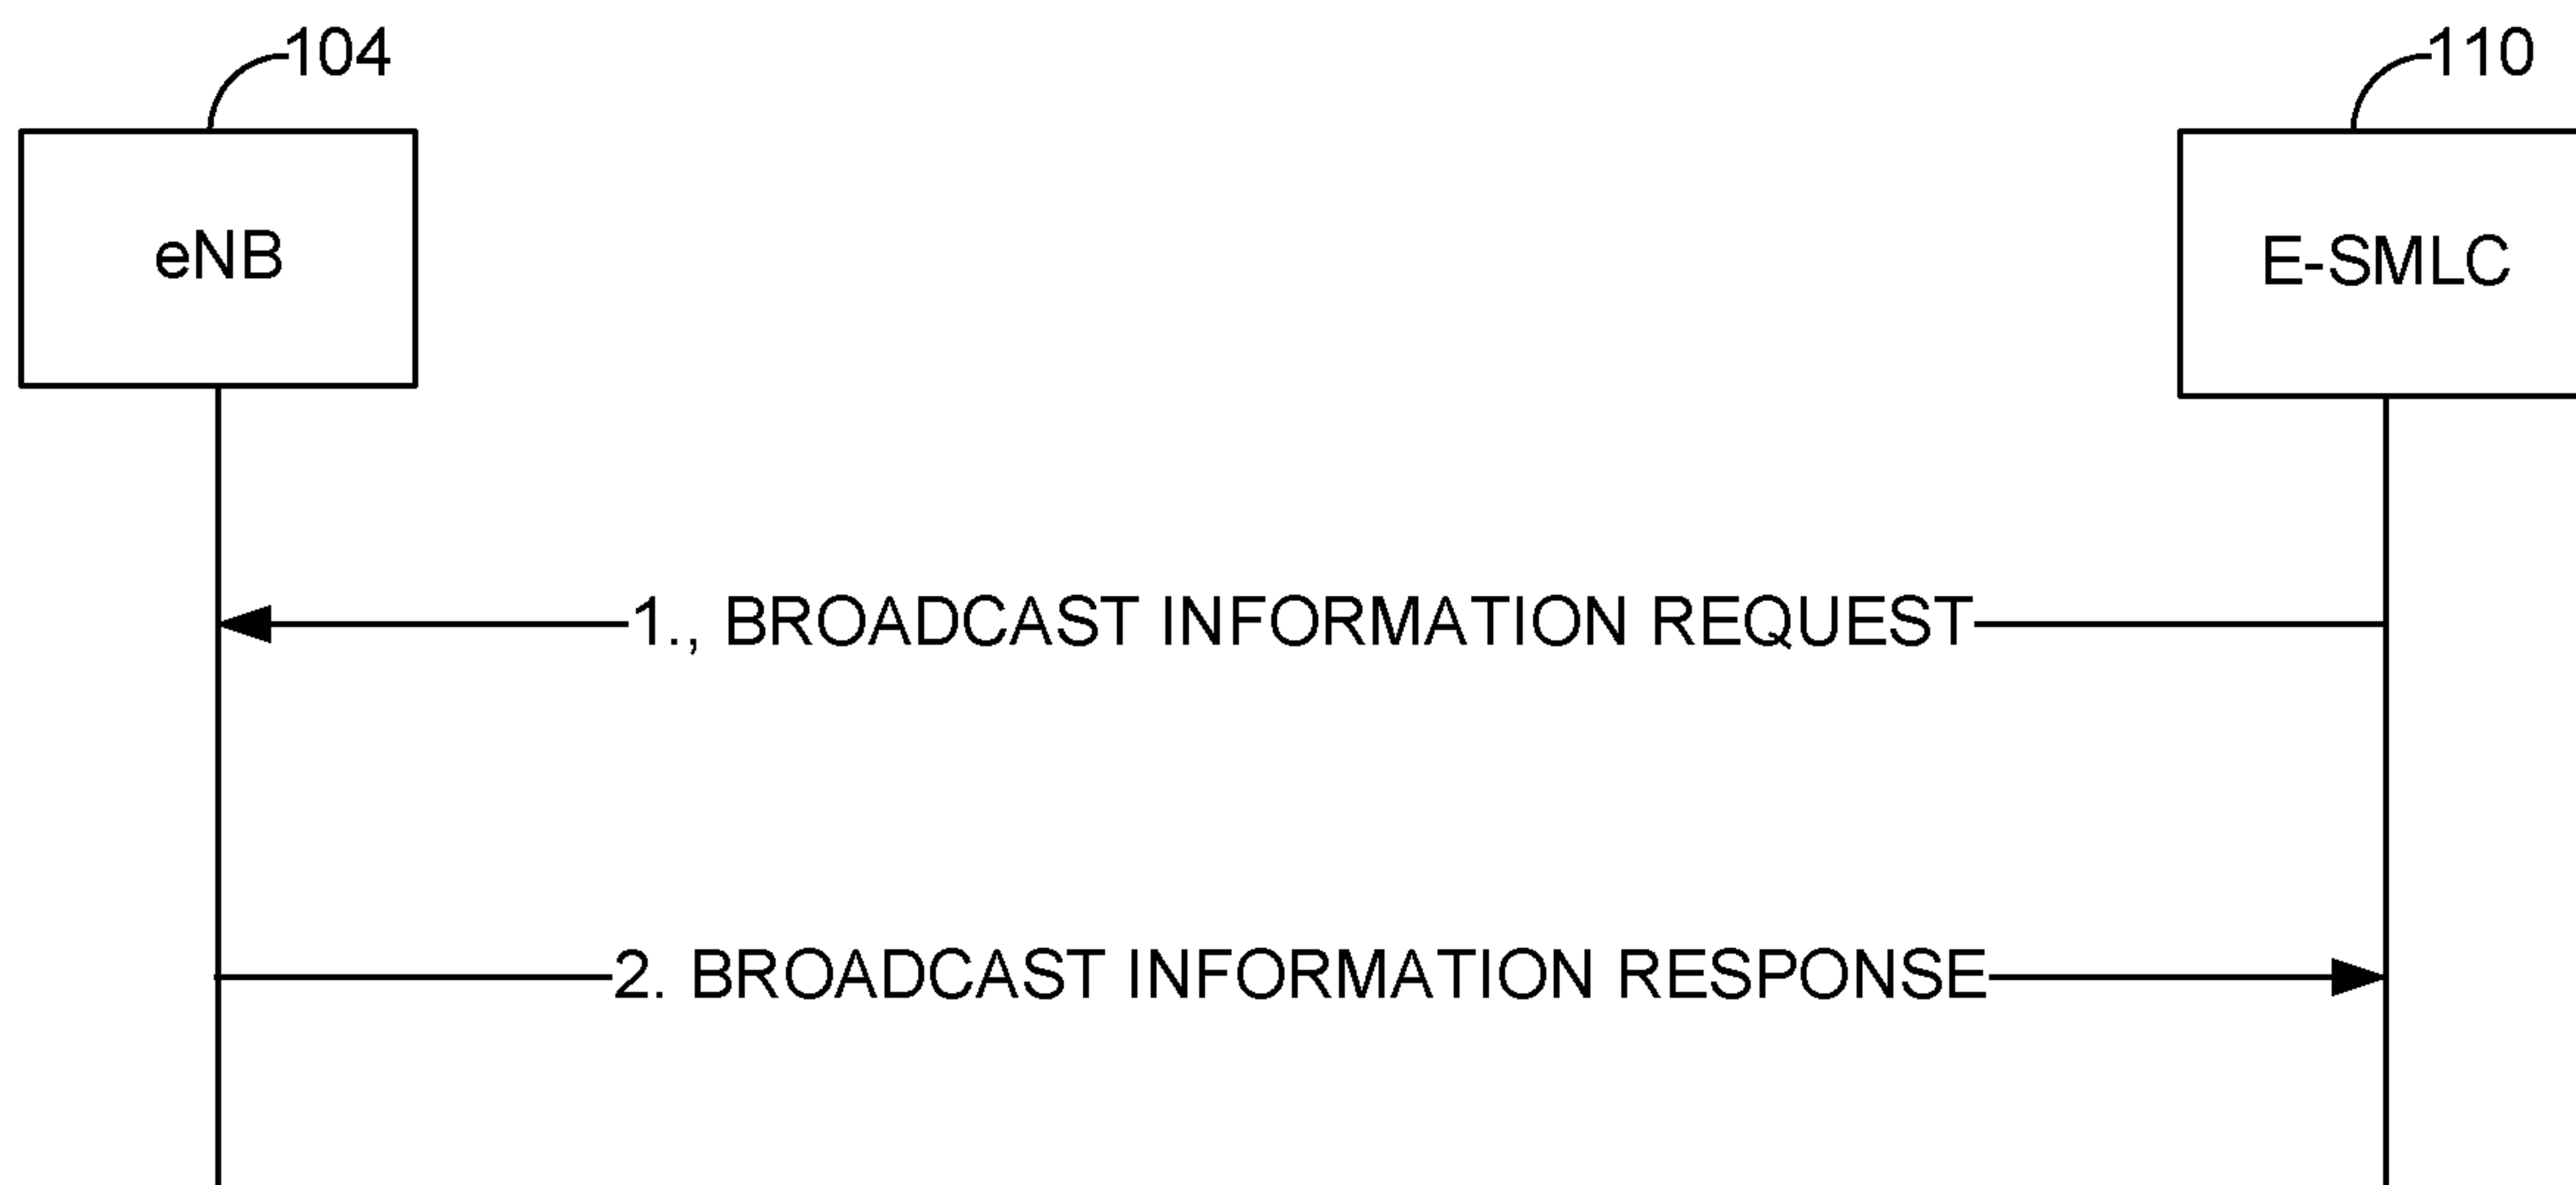 104
110
eNB
E-SMLC
1., BROADCAST INFORMATION REQUEST
2. BROADCAST INFORMATION RESPONSE